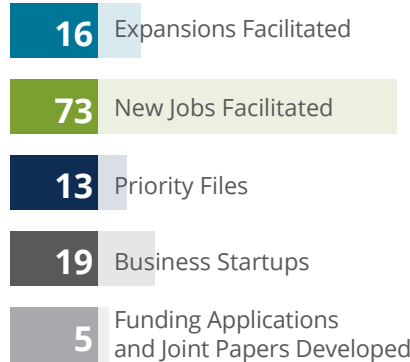 16 Expansions Facilitated
73 New Jobs Facilitated
13 Priority Files
19 Business Startups
5 Funding Applications
and Joint Papers Developed